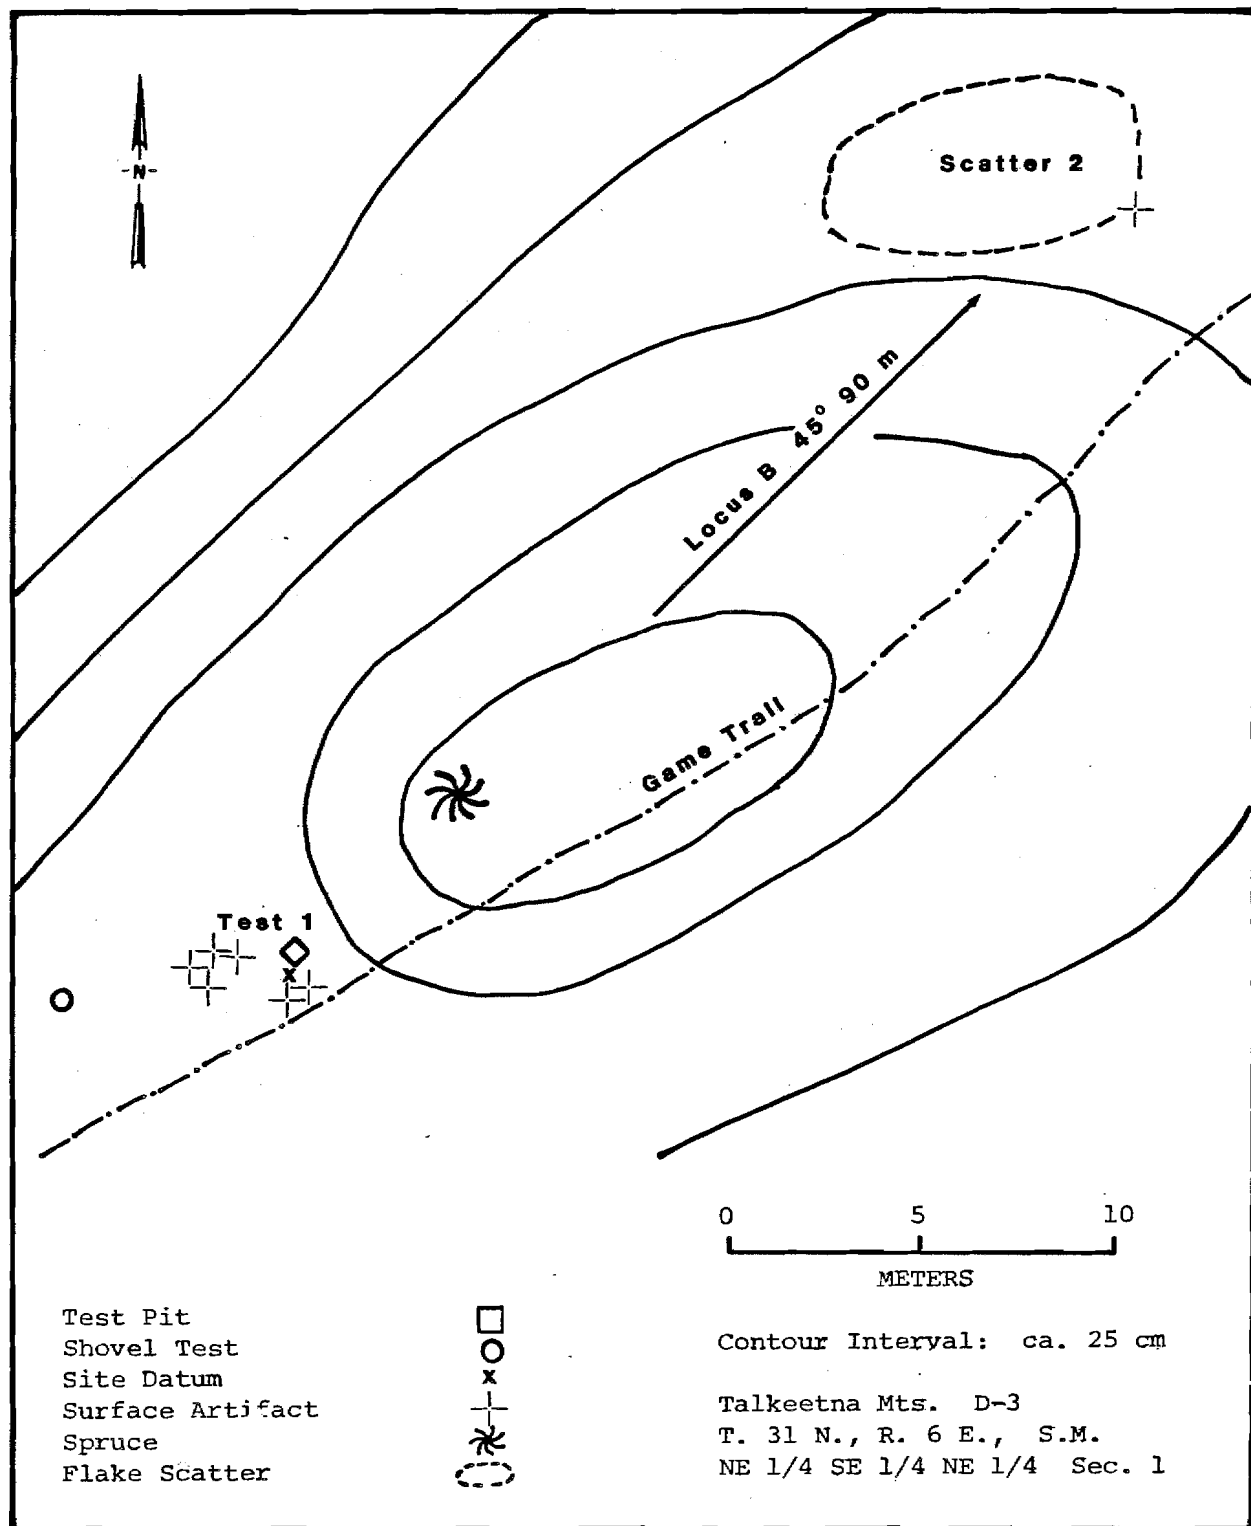 N
Scatter 2
Locus B 45° 90 m
Game Trail
Test 1
x
0 5 10
METERS
Test Pit
Shovel Test
Site Datum x
Surface Artifact
Spruce
Flake Scatter
Contour Interval: ca. 25 cm
Talkeetna Mts. D-3
T. 31 N., R. 6 E., S.M.
NE 1/4 SE 1/4 NE 1/4 Sec. 1